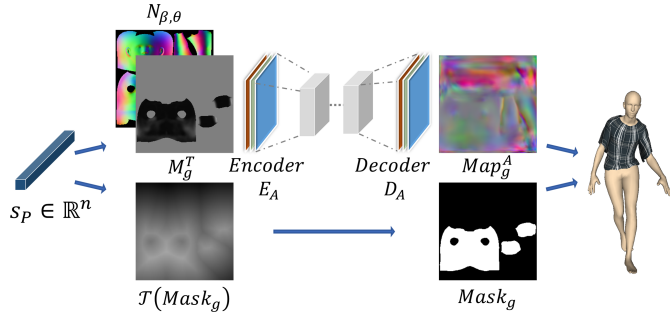 N_{β,θ}
M_g^T
Encoder
E_A
Decoder
D_A
Map_g^A
s_P ∈ ℝ^n
𝒯(Mask_g)
Mask_g